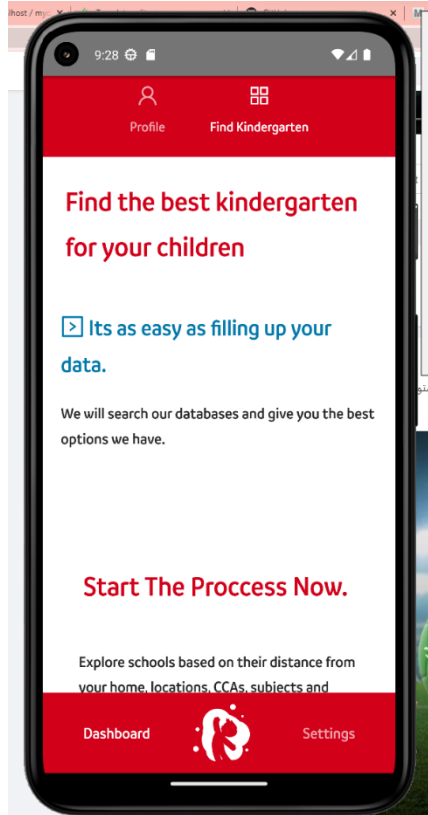 lhost / my
9:28
Profile
Find Kindergarten
Find the best kindergarten
for your children
Its as easy as filling up your
data.
We will search our databases and give you the best
options we have.
Start The Proccess Now.
Explore schools based on their distance from
your home, locations, CCAs, subjects and
Dashboard
Settings